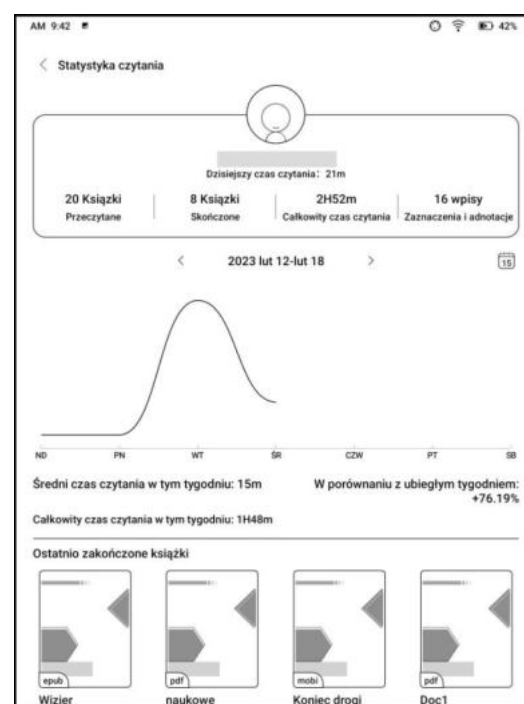 AM 9:42 42%
Statystyka czytania
Dzisiejszy czas czytania: 21m
20 Książki 8 Książki 2H52m 16 wpisy
Przeczytane Skończone Całkowity czas czytania Zaznaczenia i adnotacje
2023 lut 12-lut 18 15
ND PN WT ŚR CZW PT SB
Średni czas czytania w tym tygodniu: 15m W porównaniu z ubiegłym tygodniem:
+76.19%
Całkowity czas czytania w tym tygodniu: 1H48m
Ostatnio zakończone książki
epub pdf mobi pdf
Wizier naukowe Koniec drogi Doc1